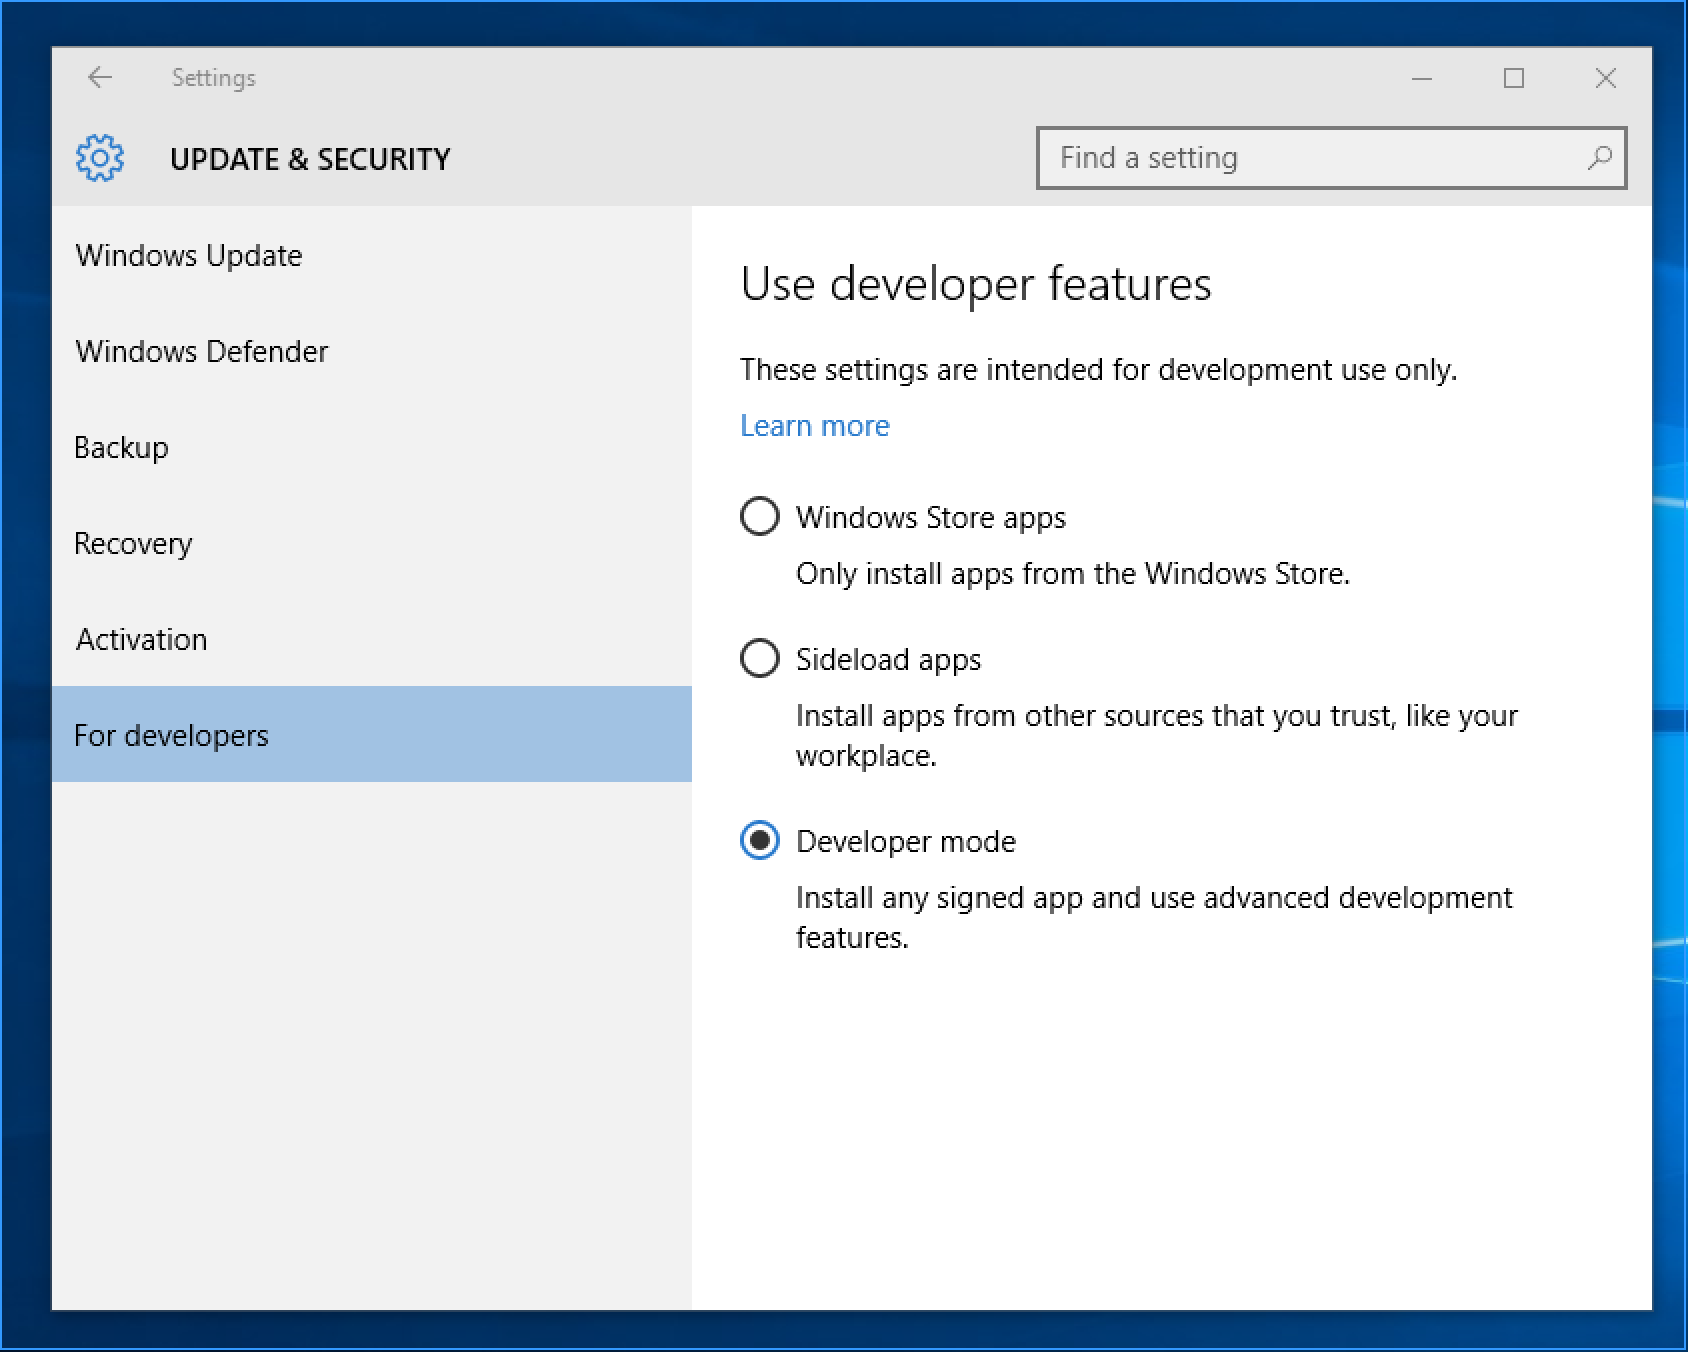 Settings
UPDATE & SECURITY
Find a setting
Windows Update
Windows Defender
Backup
Recovery
Activation
For developers
Use developer features
These settings are intended for development use only.
Learn more
Windows Store apps
Only install apps from the Windows Store.
Sideload apps
Install apps from other sources that you trust, like your
workplace.
Developer mode
Install any signed app and use advanced development
features.